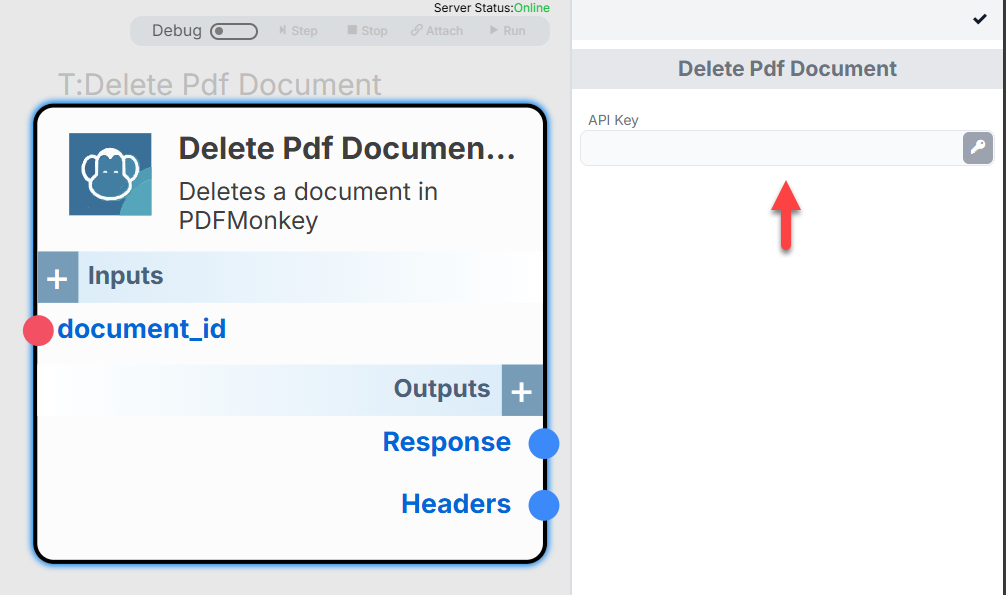 Server Status:Online
Debug Step Stop Attach Run
T:Delete Pdf Document
Delete Pdf Documen...
Deletes a document in
PDFMonkey
+ Inputs
document_id
Outputs +
Response
Headers
Delete Pdf Document
API Key